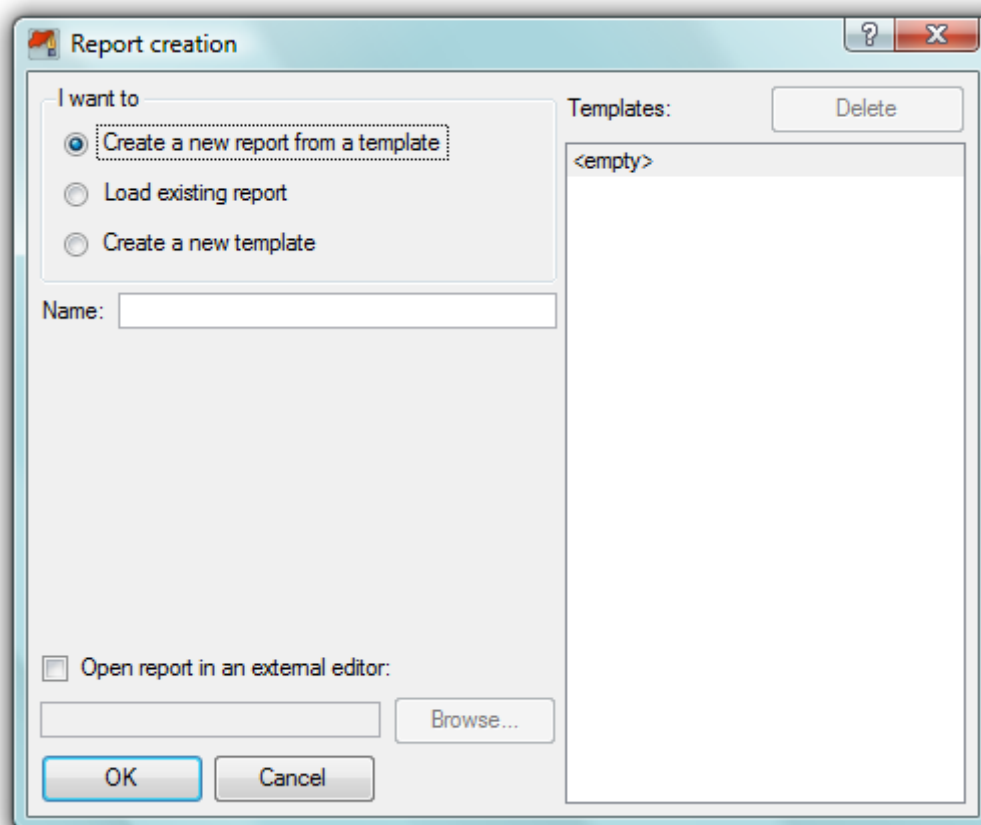 Report creation
I want to
Create a new report from a template
Load existing report
Create a new template
Name:
Open report in an external editor:
Browse...
OK Cancel
Templates: Delete
<empty>